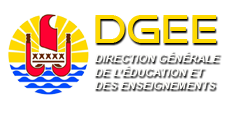 DGEE
DIRECTION GÉNÉRALE
DE L'ÉDUCATION ET
DES ENSEIGNEMENTS